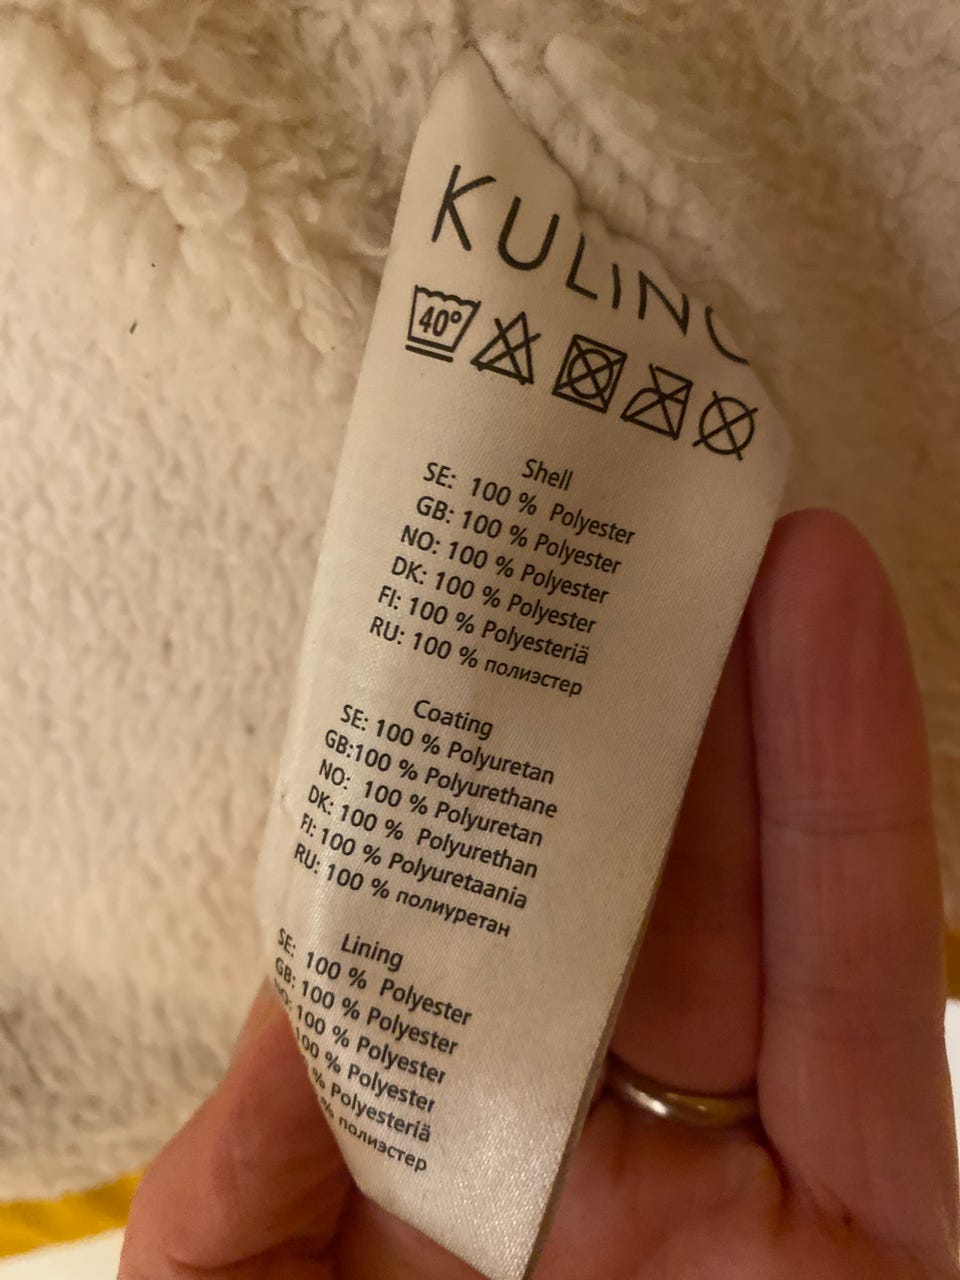 KULING
40°
Shell
SE: 100 % Polyester
GB: 100 % Polyester
NO: 100 % Polyester
DK: 100 % Polyester
FI: 100 % Polyesteriä
RU: 100 % полиэстер
Coating
SE: 100 % Polyuretan
GB:100 % Polyurethane
NO: 100 % Polyuretan
DK: 100 % Polyurethan
FI: 100 % Polyuretaania
RU: 100 % полиуретан
Lining
SE: 100 % Polyester
GB: 100 % Polyester
NO: 100 % Polyester
100 % Polyester
% Polyesteriä
% полиэстер